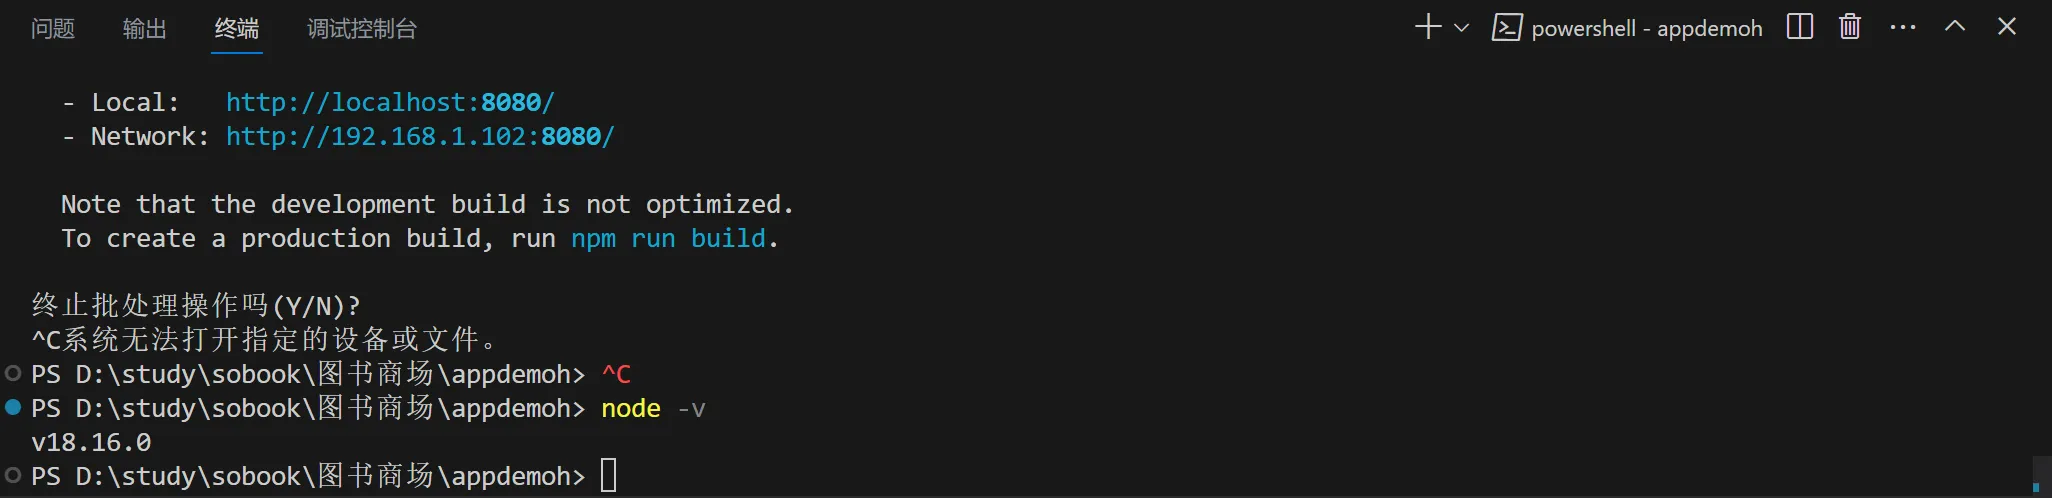 问题 输出 终端 调试控制台 powershell - appdemoh
- Local: http://localhost:8080/
- Network: http://192.168.1.102:8080/
Note that the development build is not optimized.
To create a production build, run npm run build.
终止批处理操作吗(Y/N)?
^C系统无法打开指定的设备或文件。
PS D:\study\sobook\图书商场\appdemoh> ^C
PS D:\study\sobook\图书商场\appdemoh> node -v
v18.16.0
PS D:\study\sobook\图书商场\appdemoh>